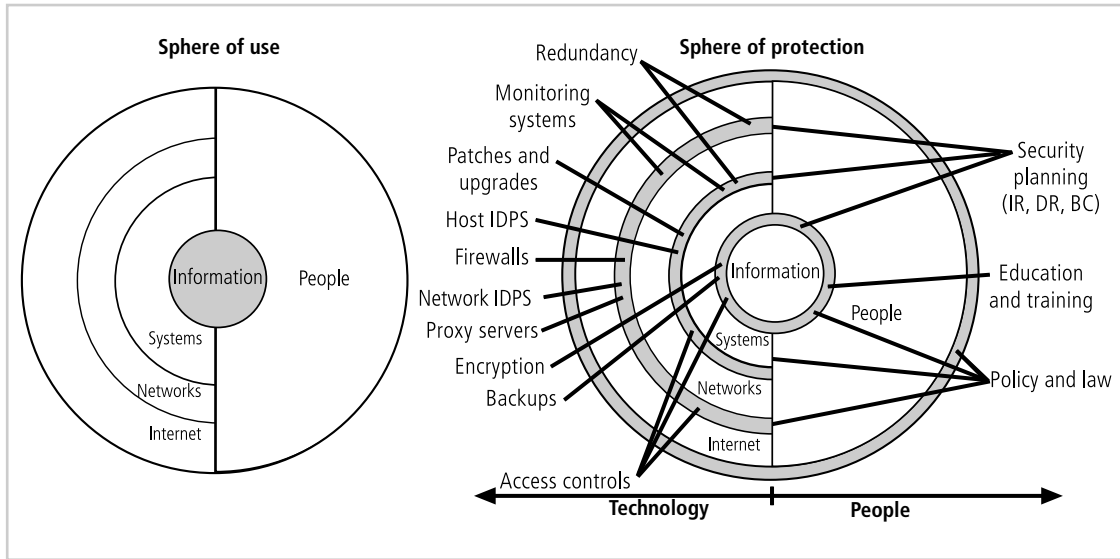 Sphere of use
Information
People
Systems
Networks
Internet
Sphere of protection
Redundancy
Monitoring
systems
Patches and
upgrades
Host IDPS
Firewalls
Network IDPS
Proxy servers
Encryption
Backups
Access controls
Information
People
Systems
Networks
Internet
Security
planning
(IR, DR, BC)
Education
and training
Policy and law
Technology
People